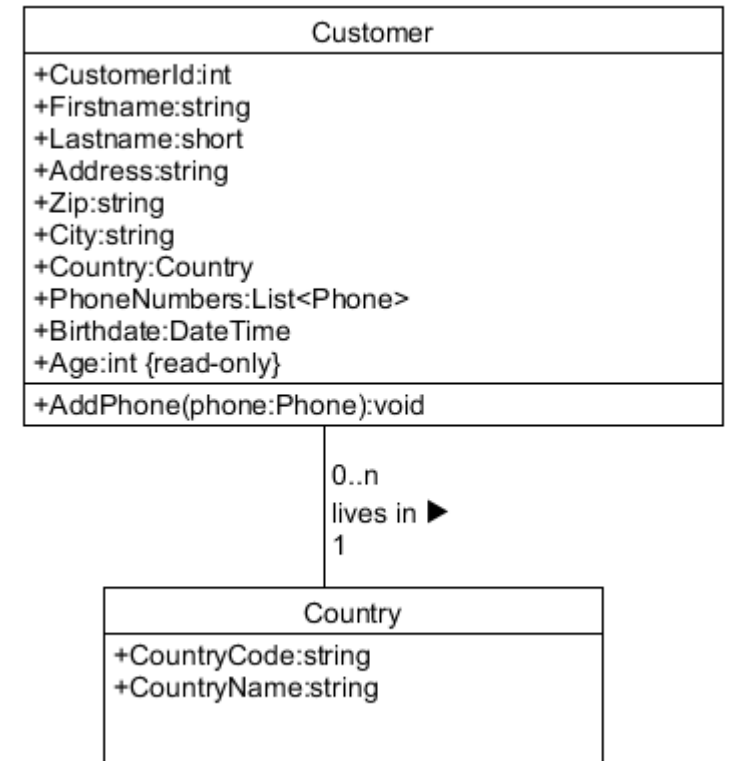 Customer
+CustomerId:int
+Firstname:string
+Lastname:short
+Address:string
+Zip:string
+City:string
+Country:Country
+PhoneNumbers:List<Phone>
+Birthdate:DateTime
+Age:int {read-only}
+AddPhone(phone:Phone):void
0..n
lives in ▶
1
Country
+CountryCode:string
+CountryName:string